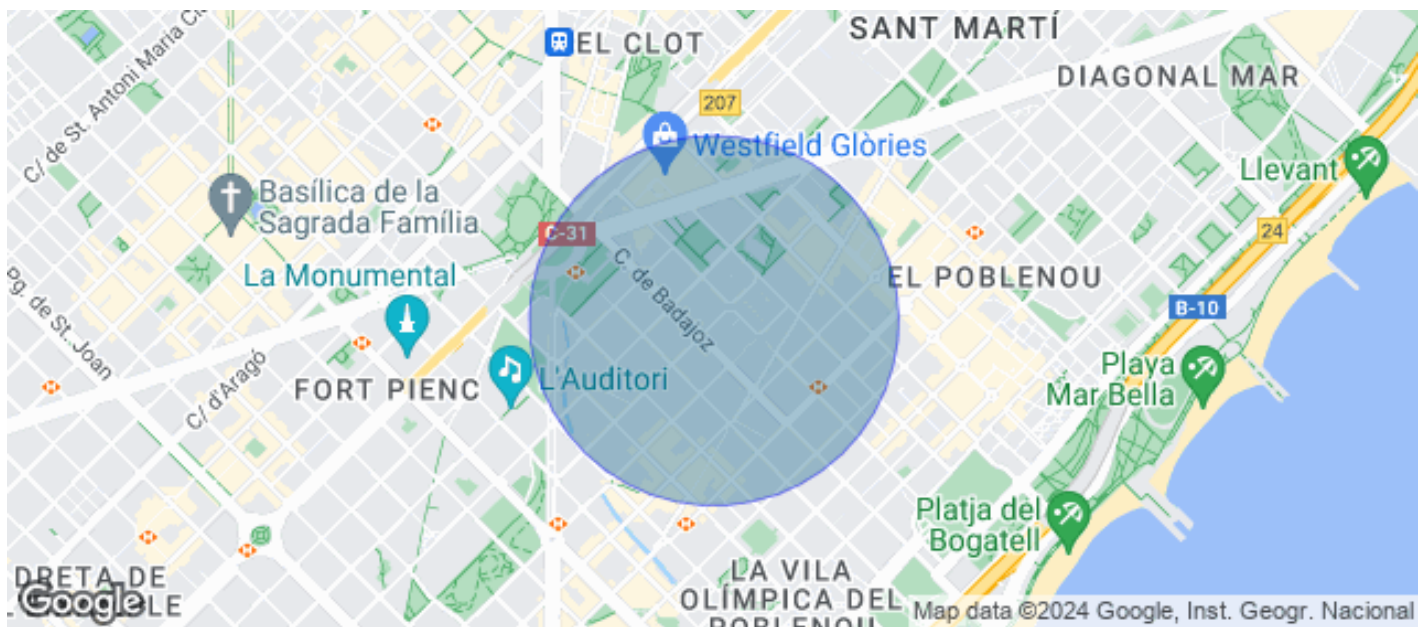 EL CLOT
SANT MARTÍ
DIAGONAL MAR
C/ de St. Antoni Maria Cl
207
Westfield Glòries
Llevant
Basílica de la
Sagrada Família
C-31
24
La Monumental
C. de Badajoz
EL POBLENOU
B-10
Pg. de St. Joan
C/ d'Aragó
FORT PIENC
L'Auditori
Playa
Mar Bella
Platja del
Bogatell
DRETA DE
Google
LA VILA
OLÍMPICA DEL
POBLENOU
Map data ©2024 Google, Inst. Geogr. Nacional